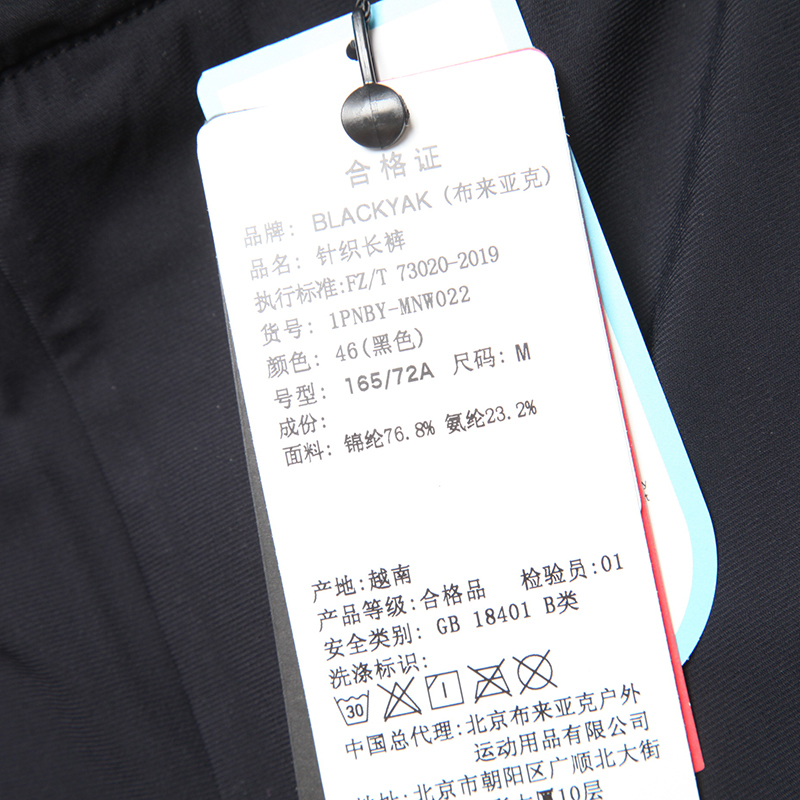 合格证
品牌: BLACKYAK (布来亚克)
品名: 针织长裤
执行标准:FZ/T 73020-2019
货号: 1PNBY-MNW022
颜色: 46(黑色)
号型: 165/72A 尺码: M
成份:
面料: 锦纶76.8% 氨纶23.2%
产地:越南
产品等级:合格品 检验员:01
安全类别: GB 18401 B类
洗涤标识:
30
中国总代理:北京布来亚克户外
运动用品有限公司
地址:北京市朝阳区广顺北大街
10层